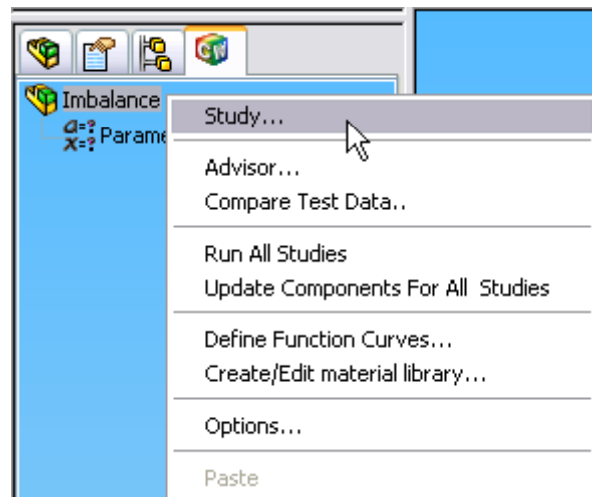 Imbalance
Study...
Advisor...
Compare Test Data..
Run All Studies
Update Components For All Studies
Define Function Curves...
Create/Edit material library...
Options...
Paste